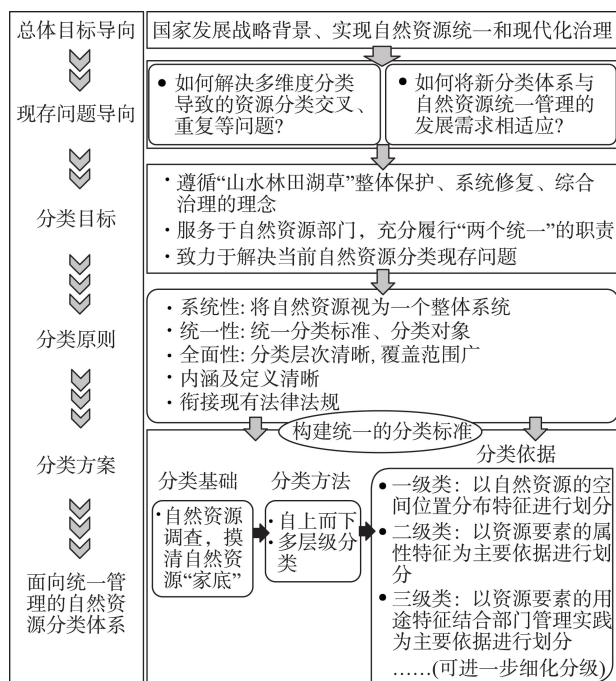 总体目标导向
国家发展战略背景、实现自然资源统一和现代化治理
现存问题导向
• 如何解决多维度分类
导致的资源分类交叉、
重复等问题?
• 如何将新分类体系与
自然资源统一管理的
发展需求相适应?
分类目标
· 遵循“山水林田湖草”整体保护、系统修复、综合
治理的理念
· 服务于自然资源部门，充分履行“两个统一”的职责
· 致力于解决当前自然资源分类现存问题
分类原则
· 系统性: 将自然资源视为一个整体系统
· 统一性: 统一分类标准、分类对象
· 全面性: 分类层次清晰, 覆盖范围广
· 内涵及定义清晰
· 衔接现有法律法规
构建统一的分类标准
分类方案
分类基础
· 自然资源
调查，摸
清自然资
源“家底”
分类方法
· 自上而下
· 多层级分
类
分类依据
• 一级类：以自然资源的空
间位置分布特征进行划分
• 二级类：以资源要素的属
性特征为主要依据进行划
分
• 三级类：以资源要素的用
途特征结合部门管理实践
为主要依据进行划分
……(可进一步细化分级)
面向统一管
理的自然资
源分类体系